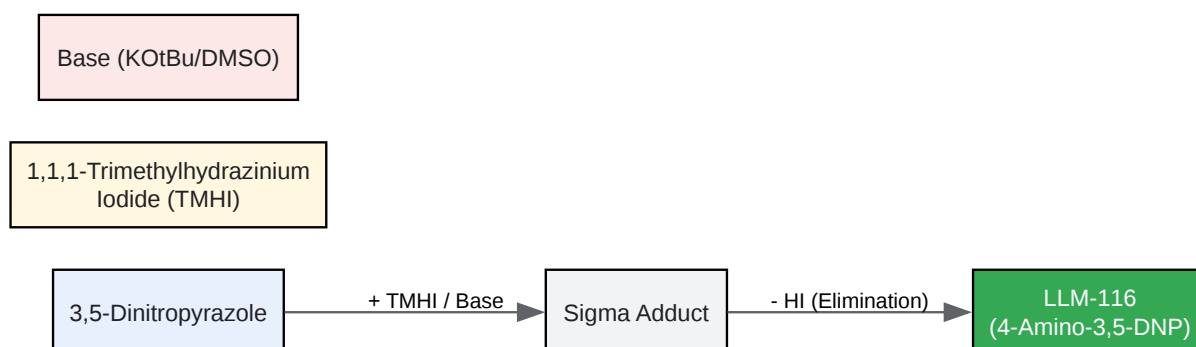 Base (KOtBu/DMSO)
1,1,1-Trimethylhydrazinium
Iodide (TMHI)
3,5-Dinitropyrazole
+ TMHI / Base
Sigma Adduct
- HI (Elimination)
LLM-116
(4-Amino-3,5-DNP)